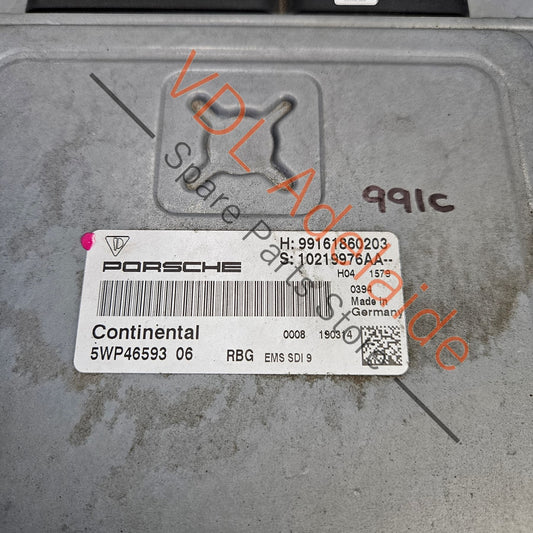 VDL Adelaide
Spare Parts Store
991C
H: 99161860203
S: 10219976AA--
PORSCHE
H04 1579
0394
Made in
Germany
Continental
0008 190314
5WP46593 06 RBG EMS SDI 9